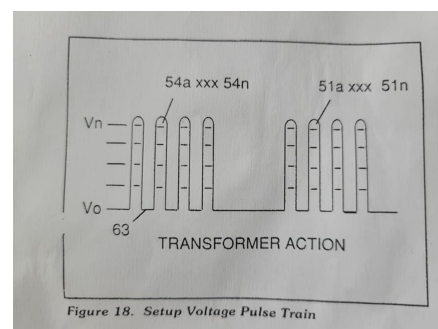 54a xxx 54n
51a xxx 51n
Vn
Vo
63
TRANSFORMER ACTION
Figure 18. Setup Voltage Pulse Train